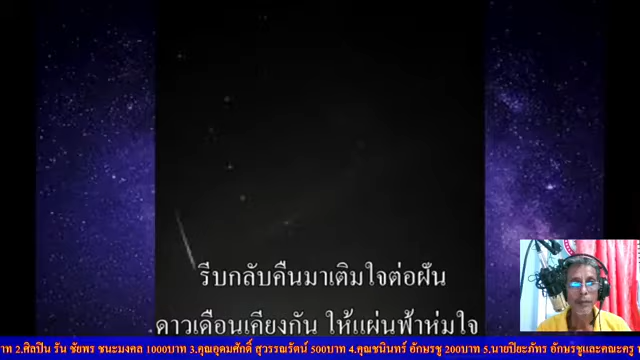 รีบกลับคืนมาเติมใจต่อฝัน
ดาวเดือนเคียงกัน ให้แผ่นฟ้าห่มใจ
าท 2.ศิลปิน รัน ชัยพร ชนะมงคล 1000บาท 3.คุณอุดมศักดิ์ สุวรรณรัตน์ 500บาท 4.คุณชนินทร์ อักษรชู 200บาท 5.นายปิยะภัทร อักษรชูและคณะครู